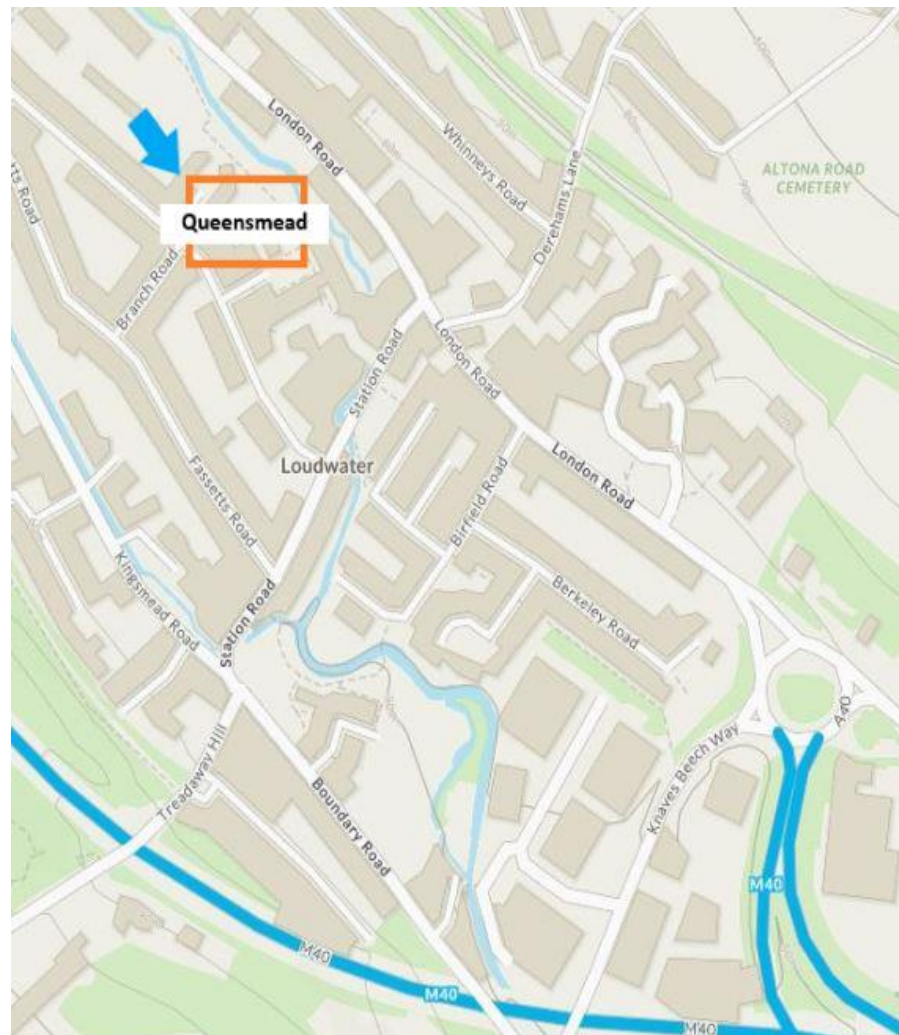 London Road
Whinneys Road
Derehams Lane
ALTONA ROAD
CEMETERY
Queensmead
Branch Road
tts Road
London Road
Station Road
London Road
Loudwater
Birfield Road
Fassetts Road
Berkeley Road
Kingsmead Road
Station Road
A40
Knaves Beech Way
Treadaway Hill
Boundary Road
M40
M40
M40
M40